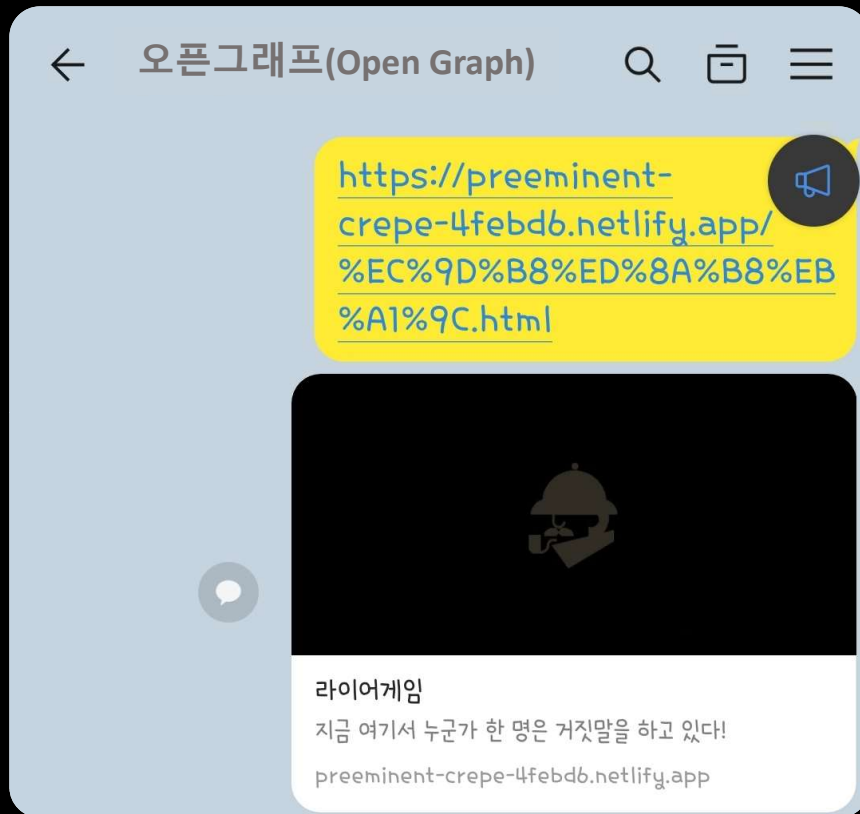 오픈그래프(Open Graph)
https://preeminent-
crepe-4febd6.netlify.app/
%EC%9D%B8%ED%8A%B8%EB
%A1%9C.html
라이어게임
지금 여기서 누군가 한 명은 거짓말을 하고 있다!
preeminent-crepe-4febd6.netlify.app